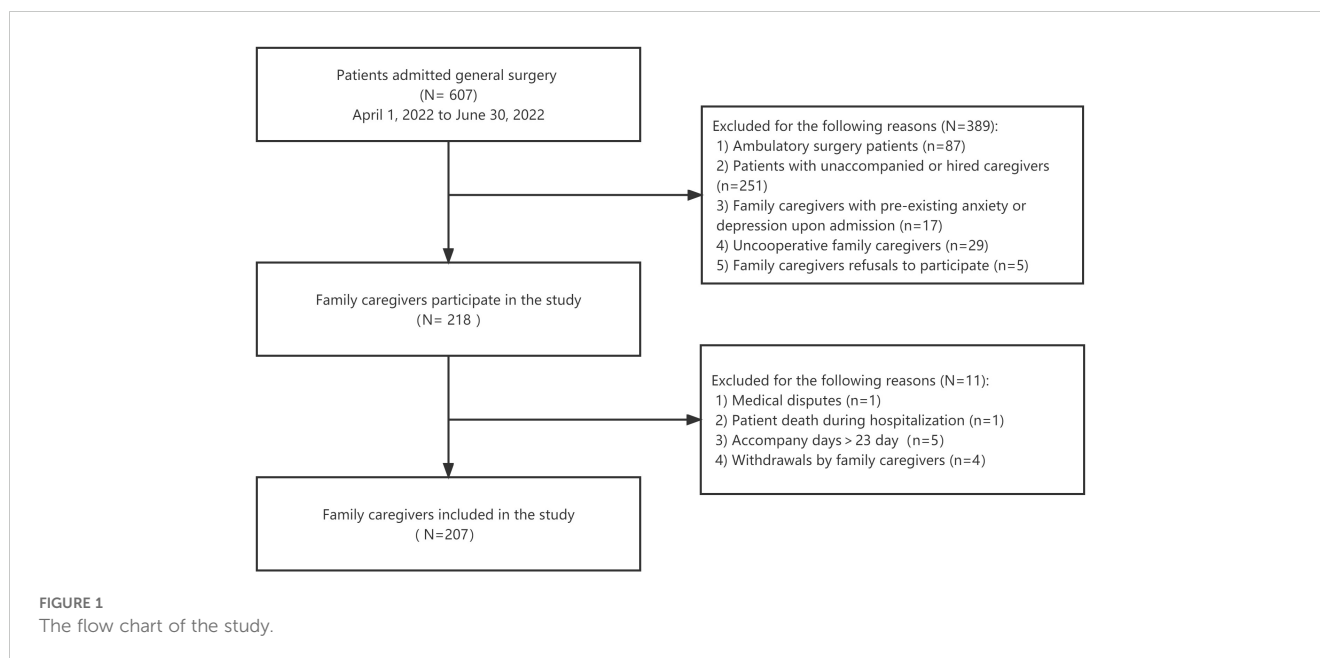 Patients admitted general surgery
(N= 607)
April 1, 2022 to June 30, 2022
Excluded for the following reasons (N=389):
1) Ambulatory surgery patients (n=87)
2) Patients with unaccompanied or hired caregivers
(n=251)
3) Family caregivers with pre-existing anxiety or
depression upon admission (n=17)
4) Uncooperative family caregivers (n=29)
5) Family caregivers refusals to participate (n=5)
Family caregivers participate in the study
(N= 218 )
Excluded for the following reasons (N=11):
1) Medical disputes (n=1)
2) Patient death during hospitalization (n=1)
3) Accompany days > 23 day (n=5)
4) Withdrawals by family caregivers (n=4)
Family caregivers included in the study
( N=207)
FIGURE 1
The flow chart of the study.